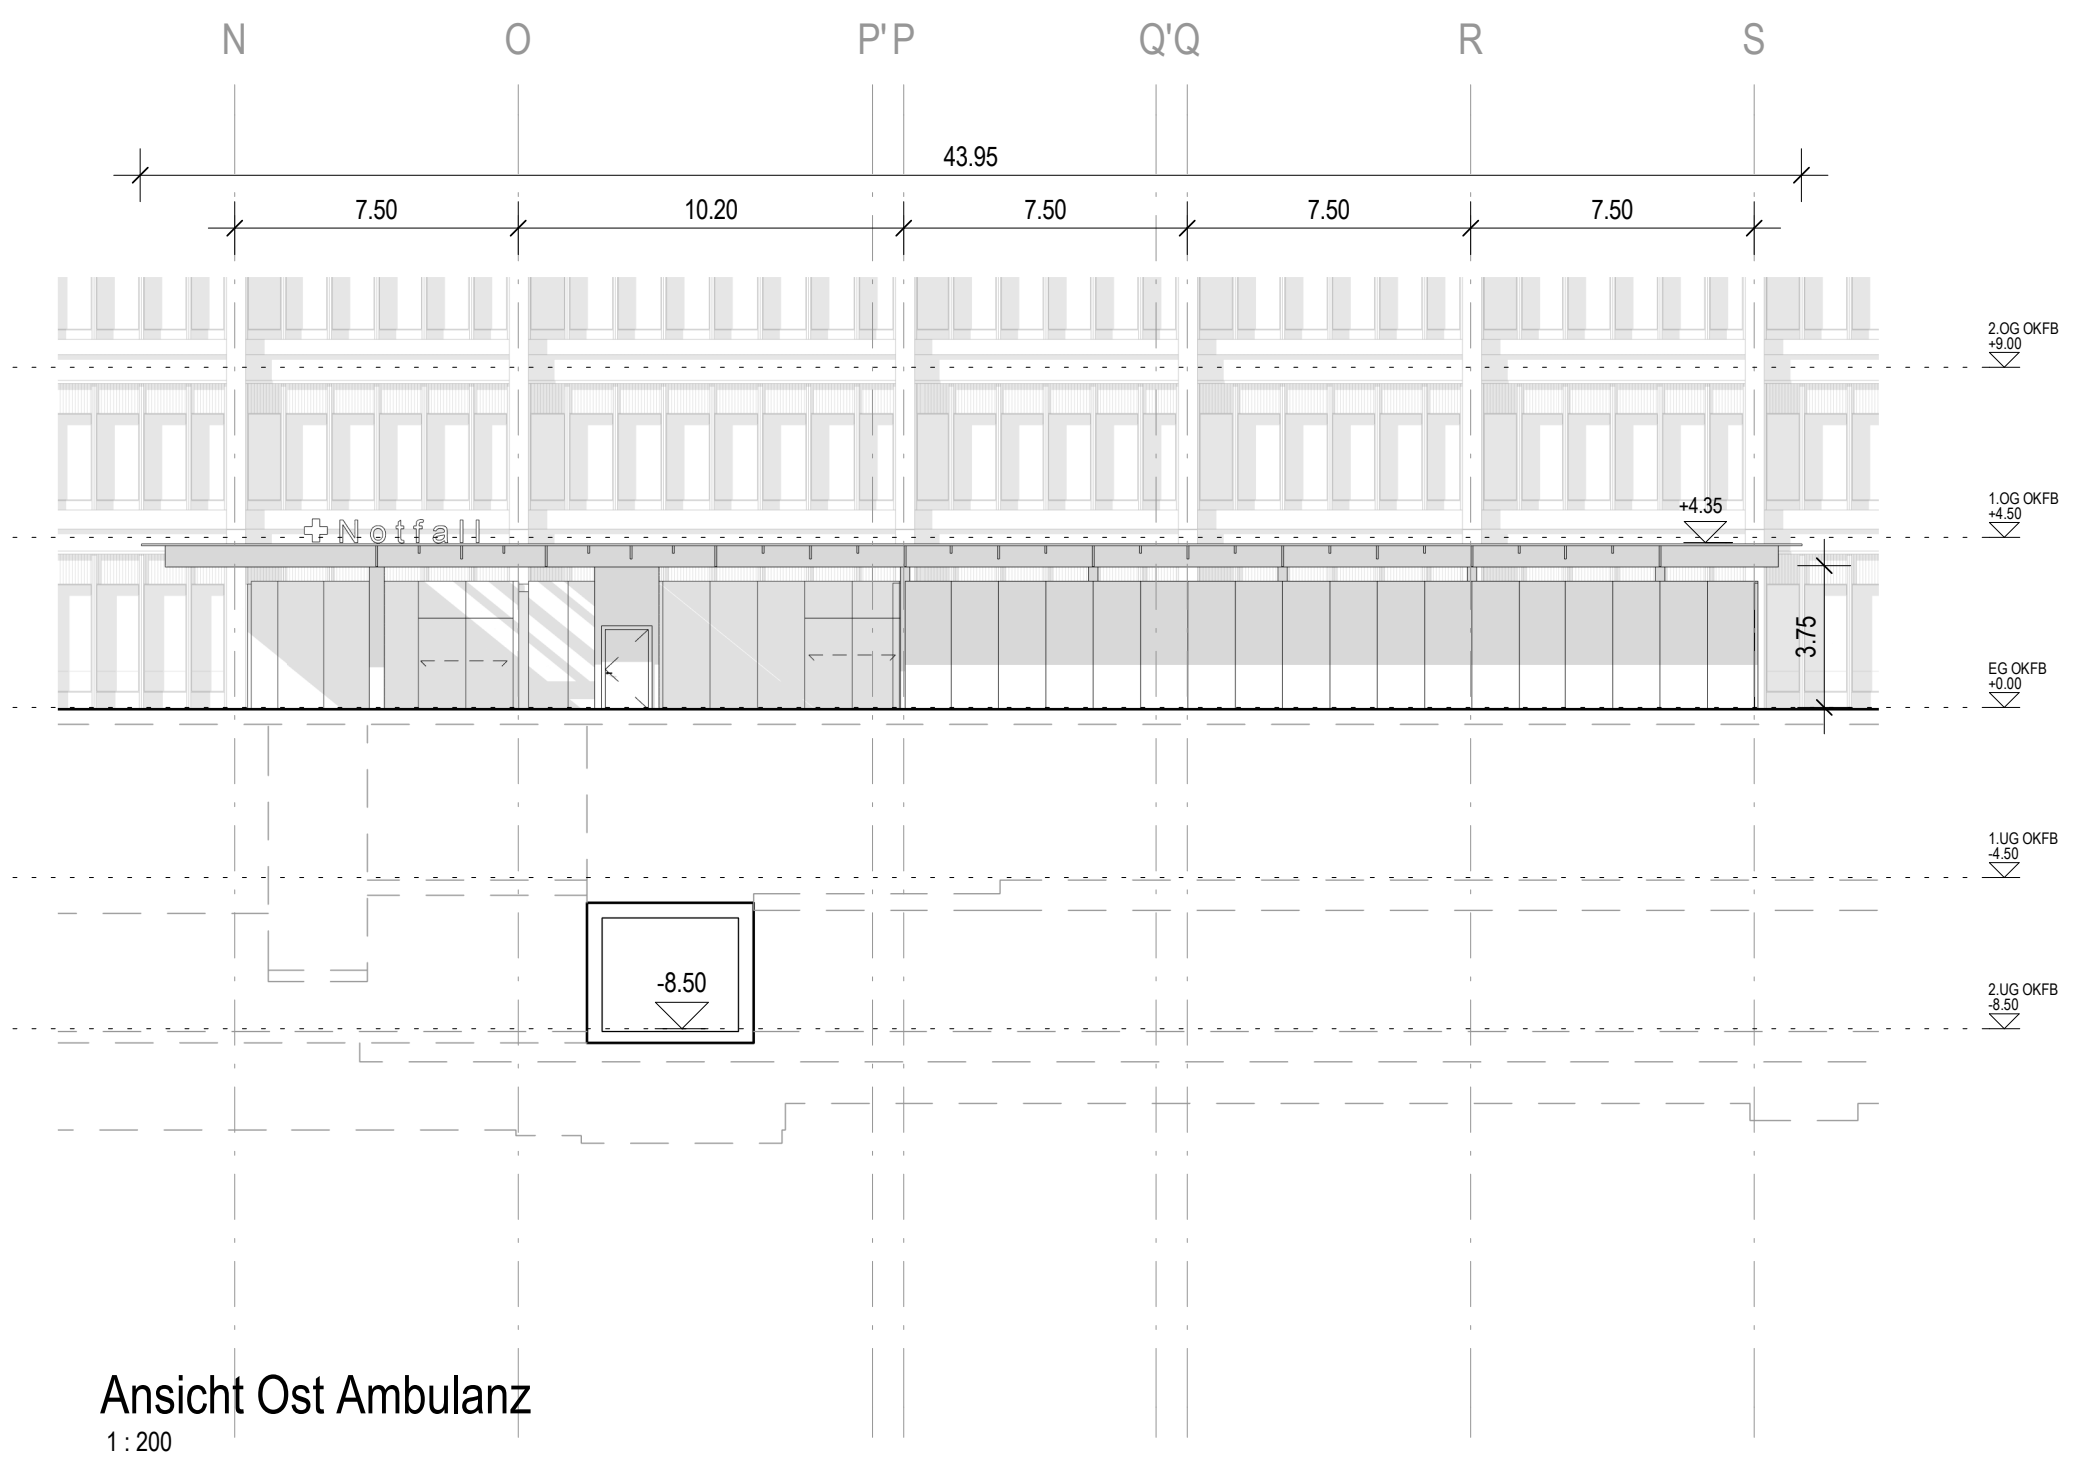 N O P' P Q' Q R S
43.95
7.50 10.20 7.50 7.50 7.50
2.OG OKFB
+9.00
1.OG OKFB
+4.50
+4.35
Notfall
3.75
EG OKFB
+0.00
1.UG OKFB
-4.50
-8.50
2.UG OKFB
-8.50
Ansicht Ost Ambulanz
1 : 200